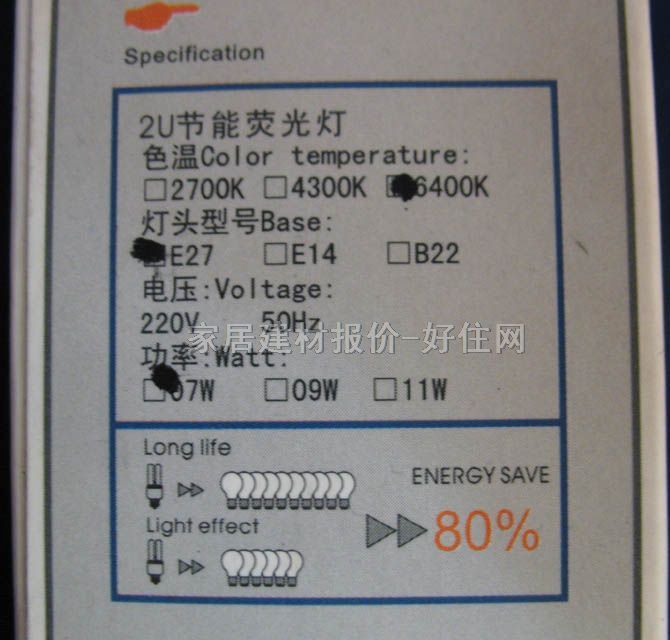 Specification
2U节能荧光灯
色温Color temperature:
□2700K □4300K ■6400K
灯头型号Base:
■E27 □E14 □B22
电压:Voltage:
220V 50Hz
家居建材报价-好住网
功率:Watt:
■07W □09W □11W
Long life
ENERGY SAVE
80%
Light effect